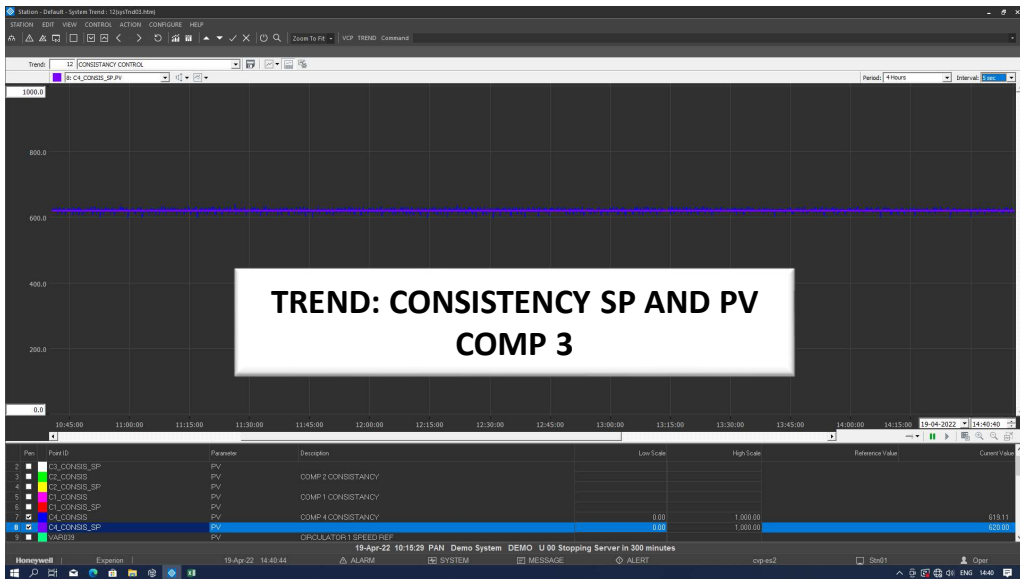 Station - Default - System Trend : 12(sysTrnd03.htm)
STATION EDIT VIEW CONTROL ACTION CONFIGURE HELP
Zoom To Fit VCP TREND Command
Trend: 12 CONSISTANCY CONTROL
8: C4_CONSIS_SP.PV Period: 4 Hours Interval: 5 sec
1000.0
800.0
600.0
400.0
TREND: CONSISTENCY SP AND PV
COMP 3
200.0
0.0
10:45:00 11:00:00 11:15:00 11:30:00 11:45:00 12:00:00 12:15:00 12:30:00 12:45:00 13:00:00 13:15:00 13:30:00 13:45:00 14:00:00 14:15:00 19-04-2022 14:40:40
Pen Point ID Parameter Description Low Scale High Scale Reference Value Current Value
2 C3_CONSIS_SP PV
3 C2_CONSIS PV COMP 2 CONSISTANCY
4 C2_CONSIS_SP PV
5 C1_CONSIS PV COMP 1 CONSISTANCY
6 C1_CONSIS_SP PV
7 C4_CONSIS PV COMP 4 CONSISTANCY 0.00 1,000.00 619.11
8 C4_CONSIS_SP PV 0.00 1,000.00 620.00
9 VAR039 PV CIRCULATOR 1 SPEED REF
19-Apr-22 10:15:29 PAN Demo System DEMO U 00 Stopping Server in 300 minutes
Honeywell Experion 19-Apr-22 14:40:44 ALARM SYSTEM MESSAGE ALERT cvp-es2 Stn01 Oper
ENG 14:40